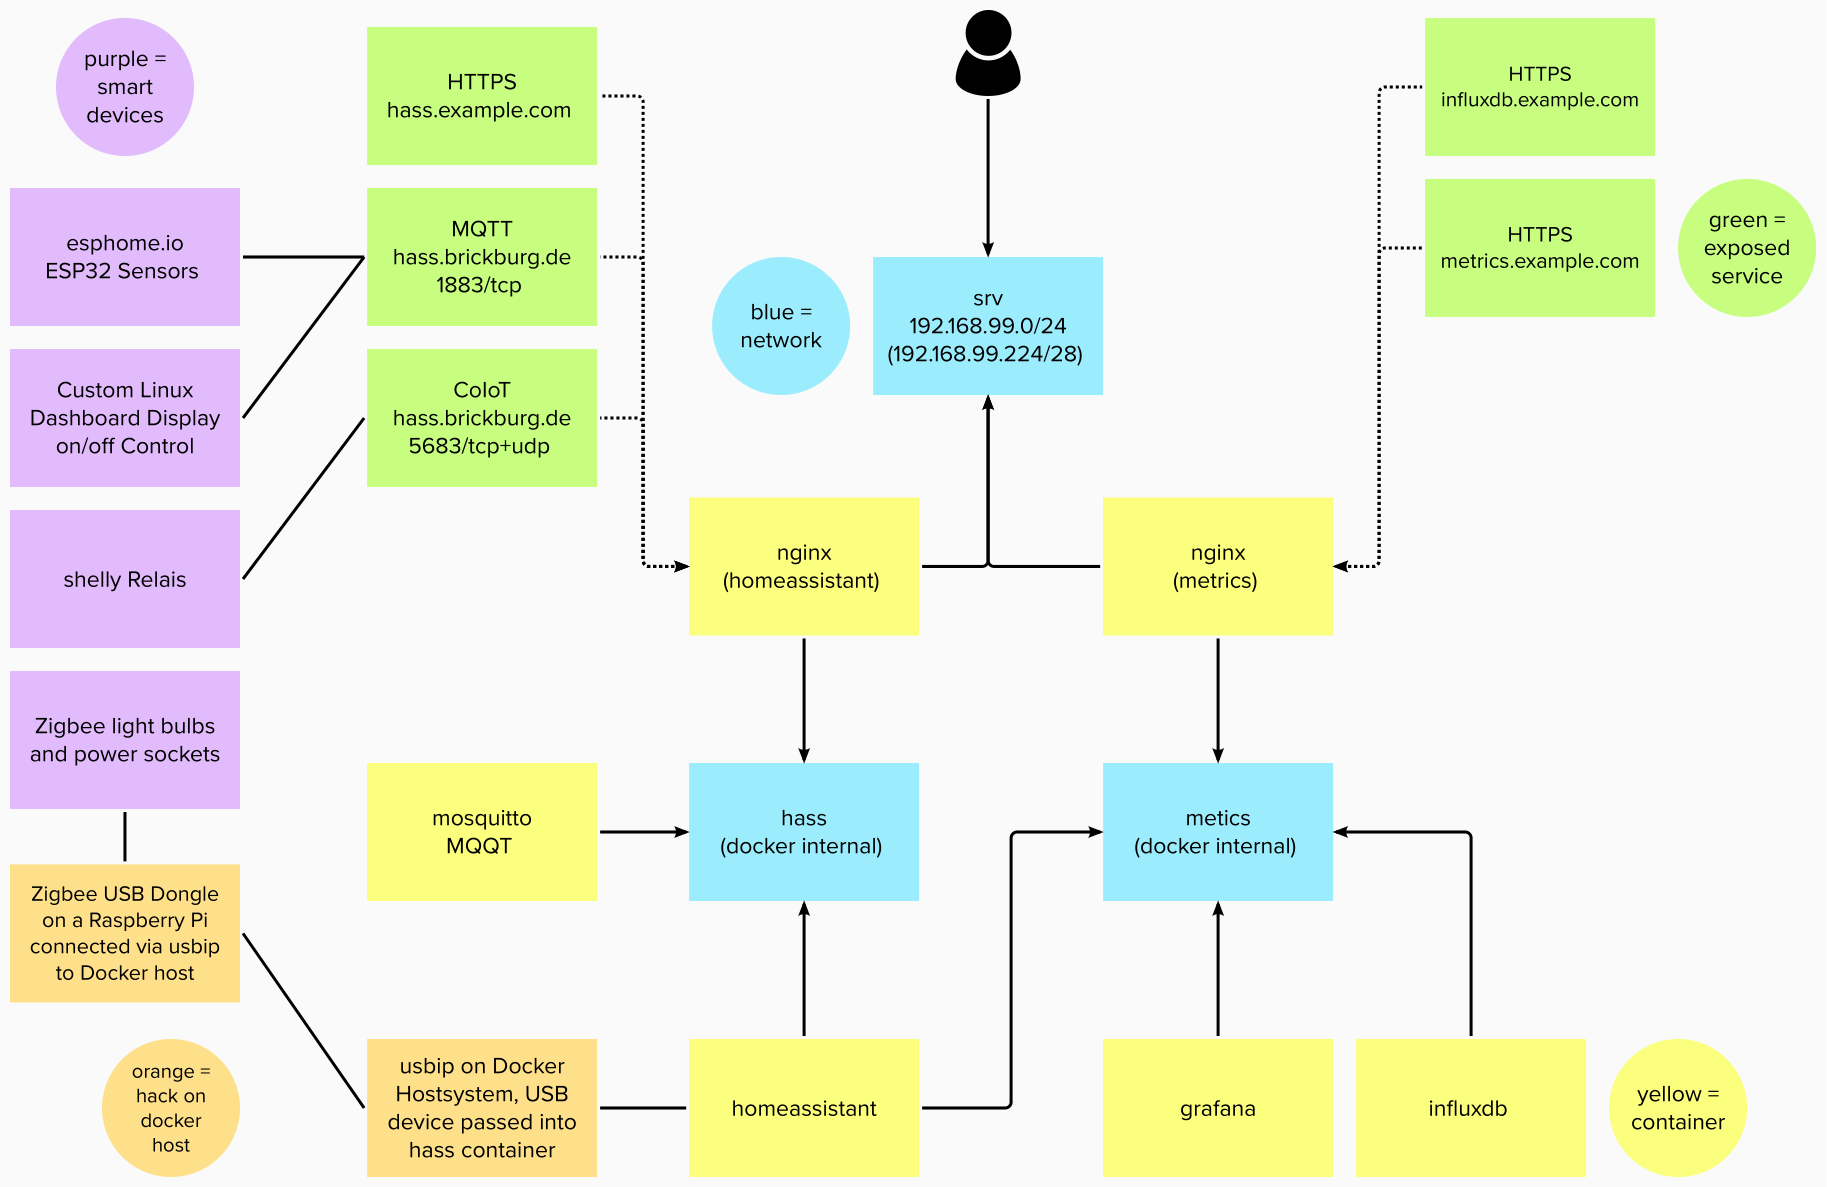 purple =
smart
devices
HTTPS
hass.example.com
HTTPS
influxdb.example.com
esphome.io
ESP32 Sensors
MQTT
hass.brickburg.de
1883/tcp
HTTPS
metrics.example.com
green =
exposed
service
blue =
network
srv
192.168.99.0/24
(192.168.99.224/28)
Custom Linux
Dashboard Display
on/off Control
CoIoT
hass.brickburg.de
5683/tcp+udp
shelly Relais
nginx
(homeassistant)
nginx
(metrics)
Zigbee light bulbs
and power sockets
mosquitto
MQQT
hass
(docker internal)
metics
(docker internal)
Zigbee USB Dongle
on a Raspberry Pi
connected via usbip
to Docker host
orange =
hack on
docker
host
usbip on Docker
Hostsystem, USB
device passed into
hass container
homeassistant
grafana
influxdb
yellow =
container